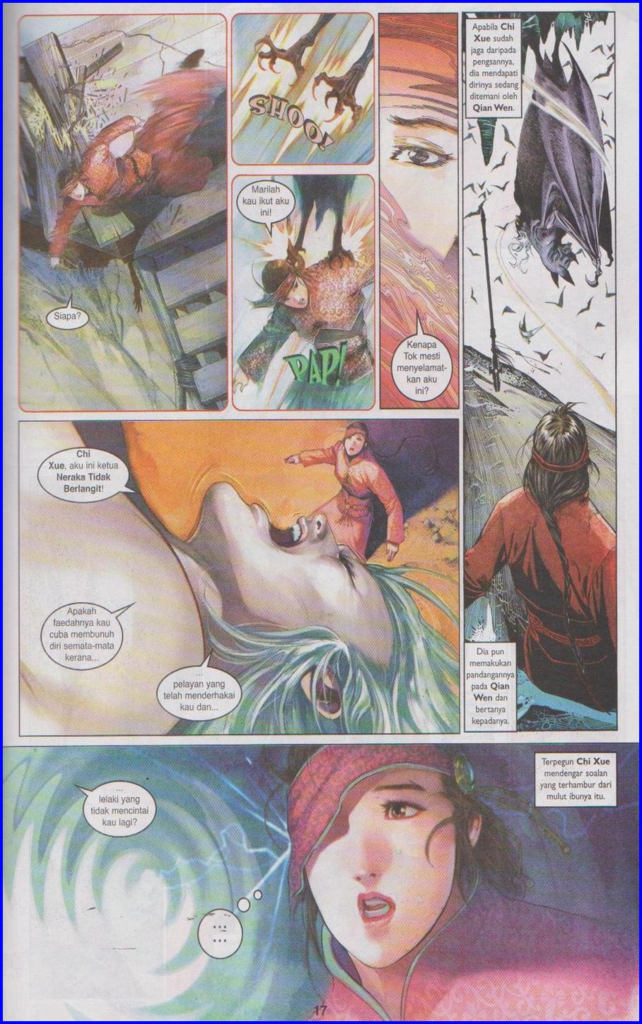 Siapa?
SHOO!
Marilah
kau ikut aku
ini!
PAP!
Kenapa
Tok mesti
menyelamat-
kan aku
ini?
Apabila Chi
Xue sudah
jaga daripada
pengsannya,
dia mendapati
dirinya sedang
ditemani oleh
Qian Wen.
Dia pun
memakukan
pandangannya
pada Qian
Wen dan
bertanya
kepadanya.
Chi
Xue, aku ini ketua
Neraka Tidak
Berlangit!
Apakah
faedahnya kau
cuba membunuh
diri semata-mata
kerana...
...
pelayan yang
telah menderhakai
kau dan...
...
lelaki yang
tidak mencintai
kau lagi?
Terpegun Chi Xue
mendengar soalan
yang terhambur dari
mulut ibunya itu.
...
...
17